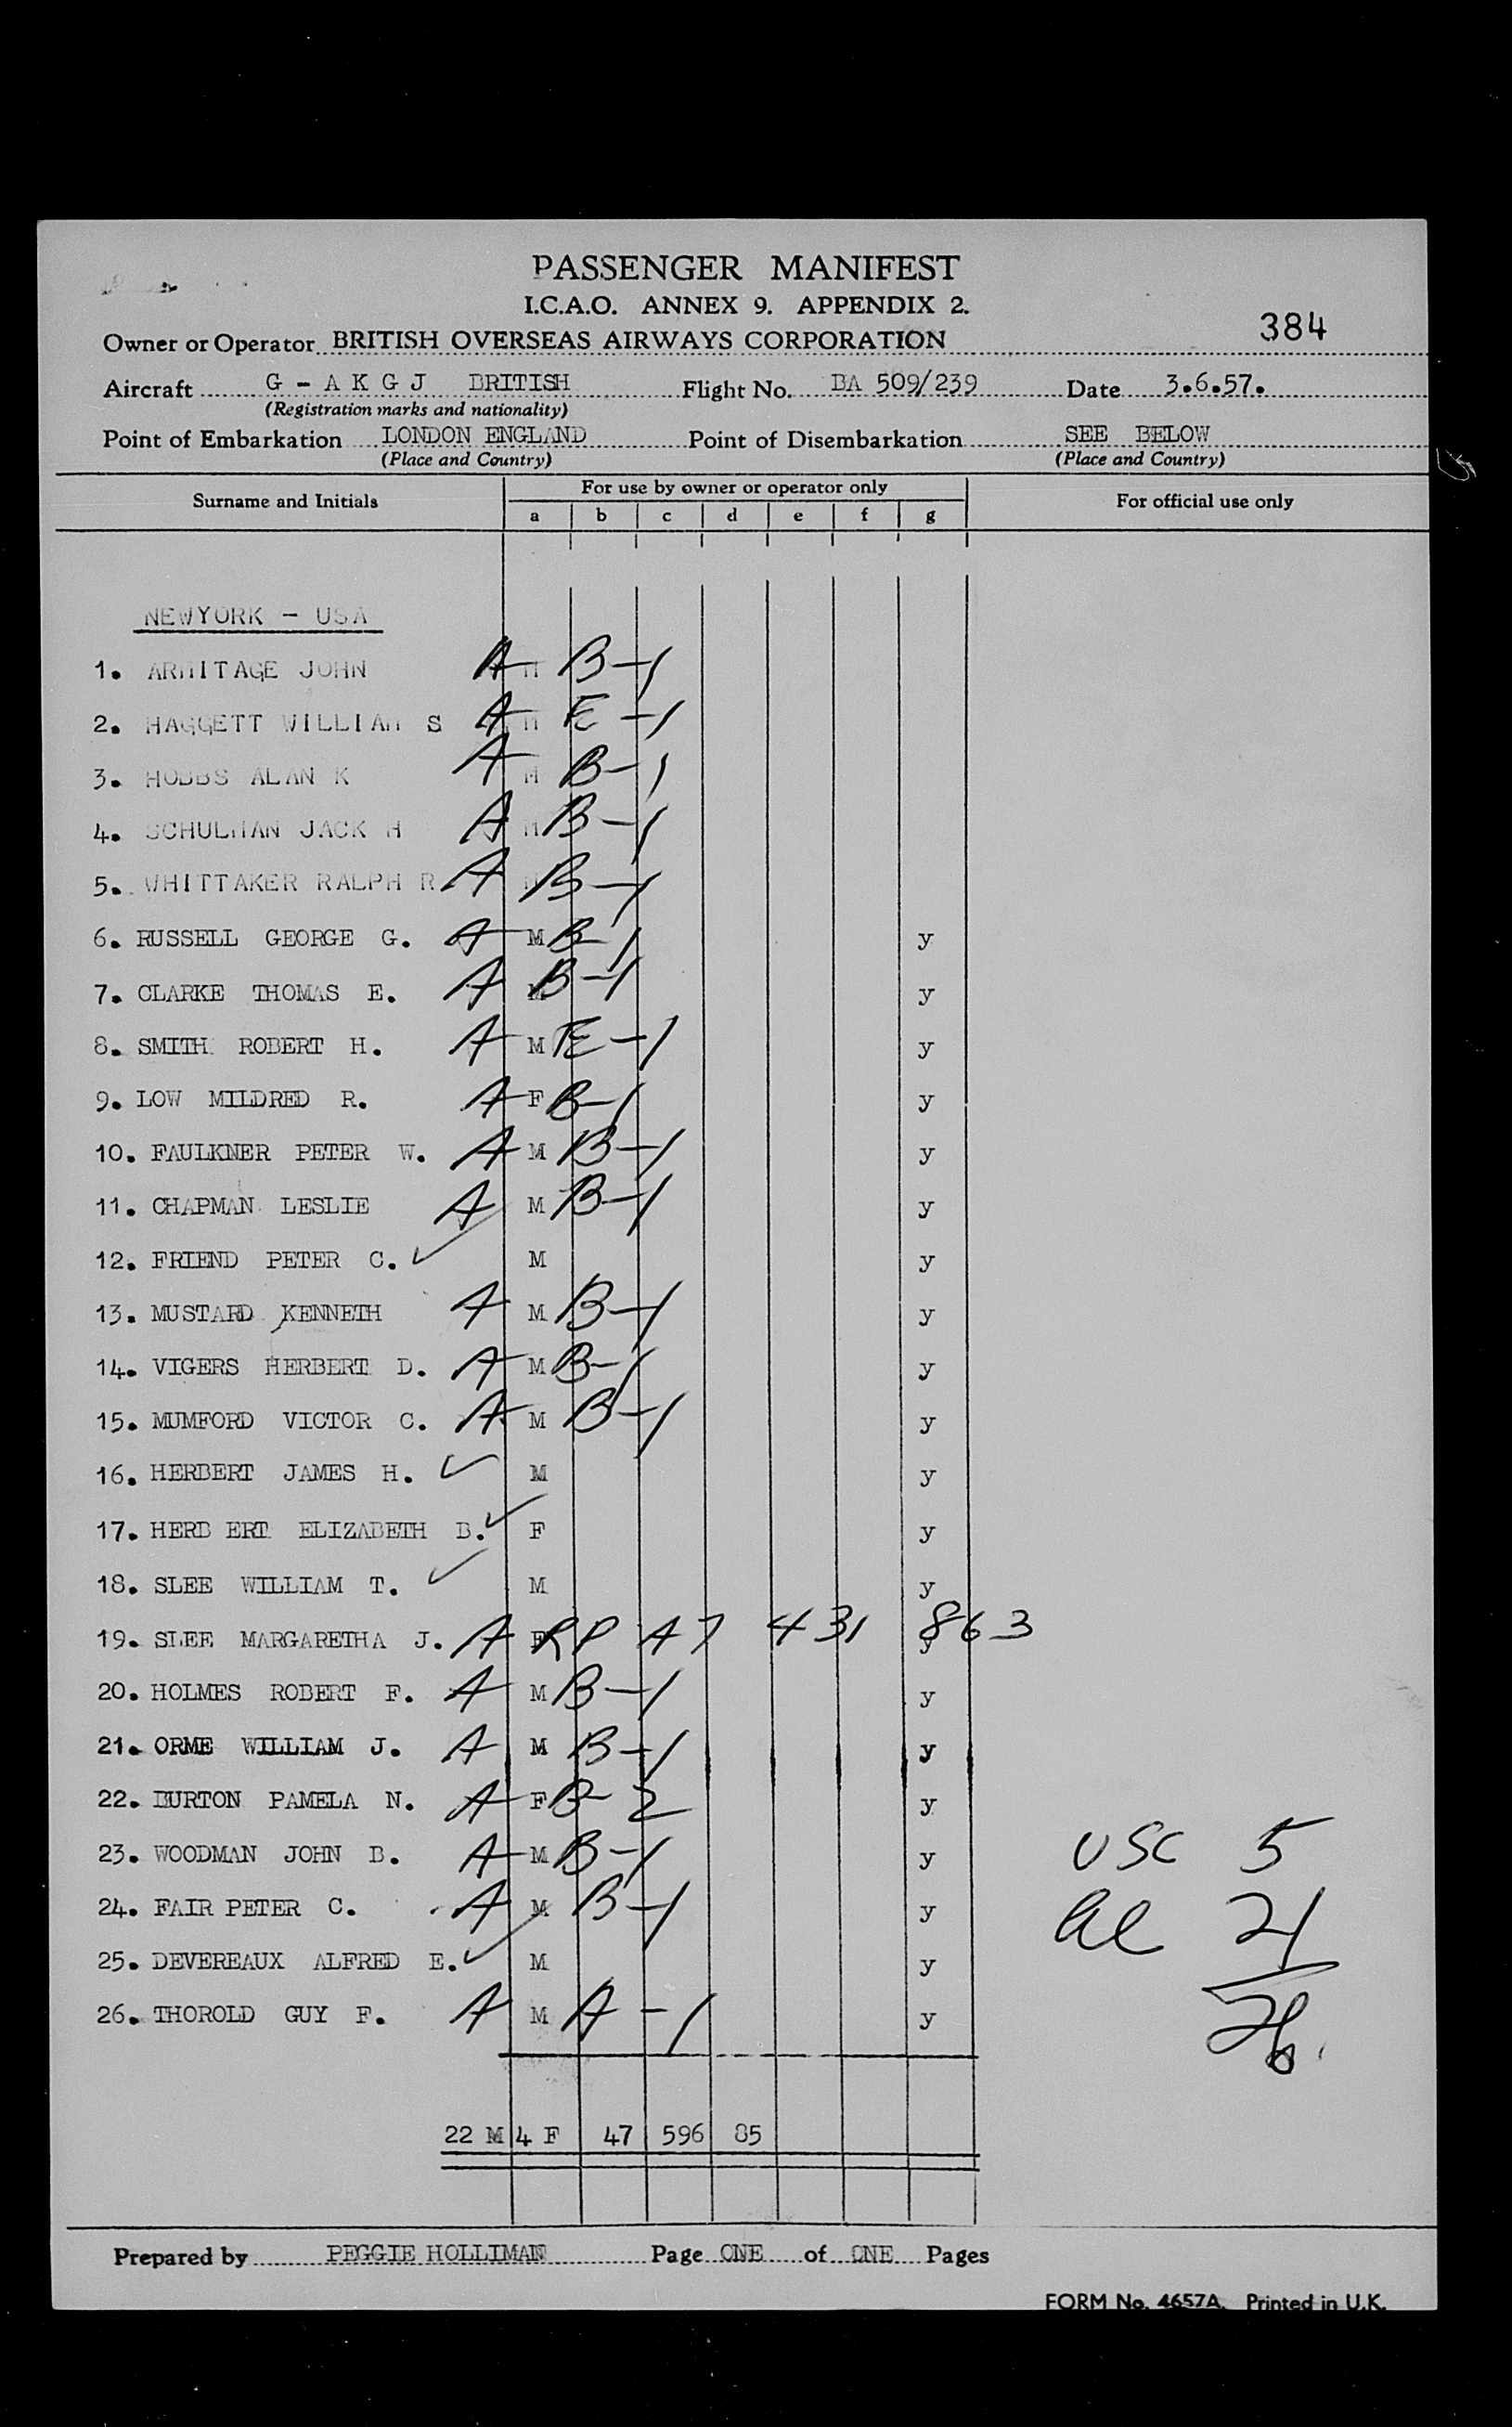 PASSENGER MANIFEST
I.C.A.O. ANNEX 9. APPENDIX 2.
384
Owner or Operator BRITISH OVERSEAS AIRWAYS CORPORATION
Aircraft G - A K G J BRITISH Flight No. BA 509/239 Date 3.6.57.
(Registration marks and nationality)
Point of Embarkation LONDON ENGLAND Point of Disembarkation SEE BELOW
(Place and Country) (Place and Country)
Surname and Initials For use by owner or operator only For official use only
a b c d e f g
NEWYORK - USA
1. ARMITAGE JOHN A M B-1
2. HAGGETT WILLIAM S A M E-1
3. HOBBS ALAN K A M B-1
4. SCHULMAN JACK H A M B-1
5. WHITTAKER RALPH R A B-1
6. RUSSELL GEORGE G. A M B-1 y
7. CLARKE THOMAS E. A M B-1 y
8. SMITH ROBERT H. A M E-1 y
9. LOW MILDRED R. A F B-1 y
10. FAULKNER PETER W. A M B-1 y
11. CHAPMAN LESLIE A M B-1 y
12. FRIEND PETER C. ✓ M y
13. MUSTARD KENNETH A M B-1 y
14. VIGERS HERBERT D. A M B-1 y
15. MUMFORD VICTOR C. A M B-1 y
16. HERBERT JAMES H. ✓ M y
17. HERB ERT ELIZABETH B. ✓ F y
18. SLEE WILLIAM T. ✓ M y
19. SLEE MARGARETHA J. A F RP A7 431 863 y
20. HOLMES ROBERT F. A M B-1 y
21. ORME WILLIAM J. A M B-1 y
22. BURTON PAMELA N. A F B-2 y
23. WOODMAN JOHN B. A M B-1 y
USC 5
24. FAIR PETER C. A M B-1 y
al 21
25. DEVEREAUX ALFRED E. ✓ M y
26. THOROLD GUY F. A M A-1 y
26
22 M 4 F 47 596 85
Prepared by PEGGIE HOLLIMAN Page ONE of ONE Pages
FORM No. 4657A. Printed in U.K.